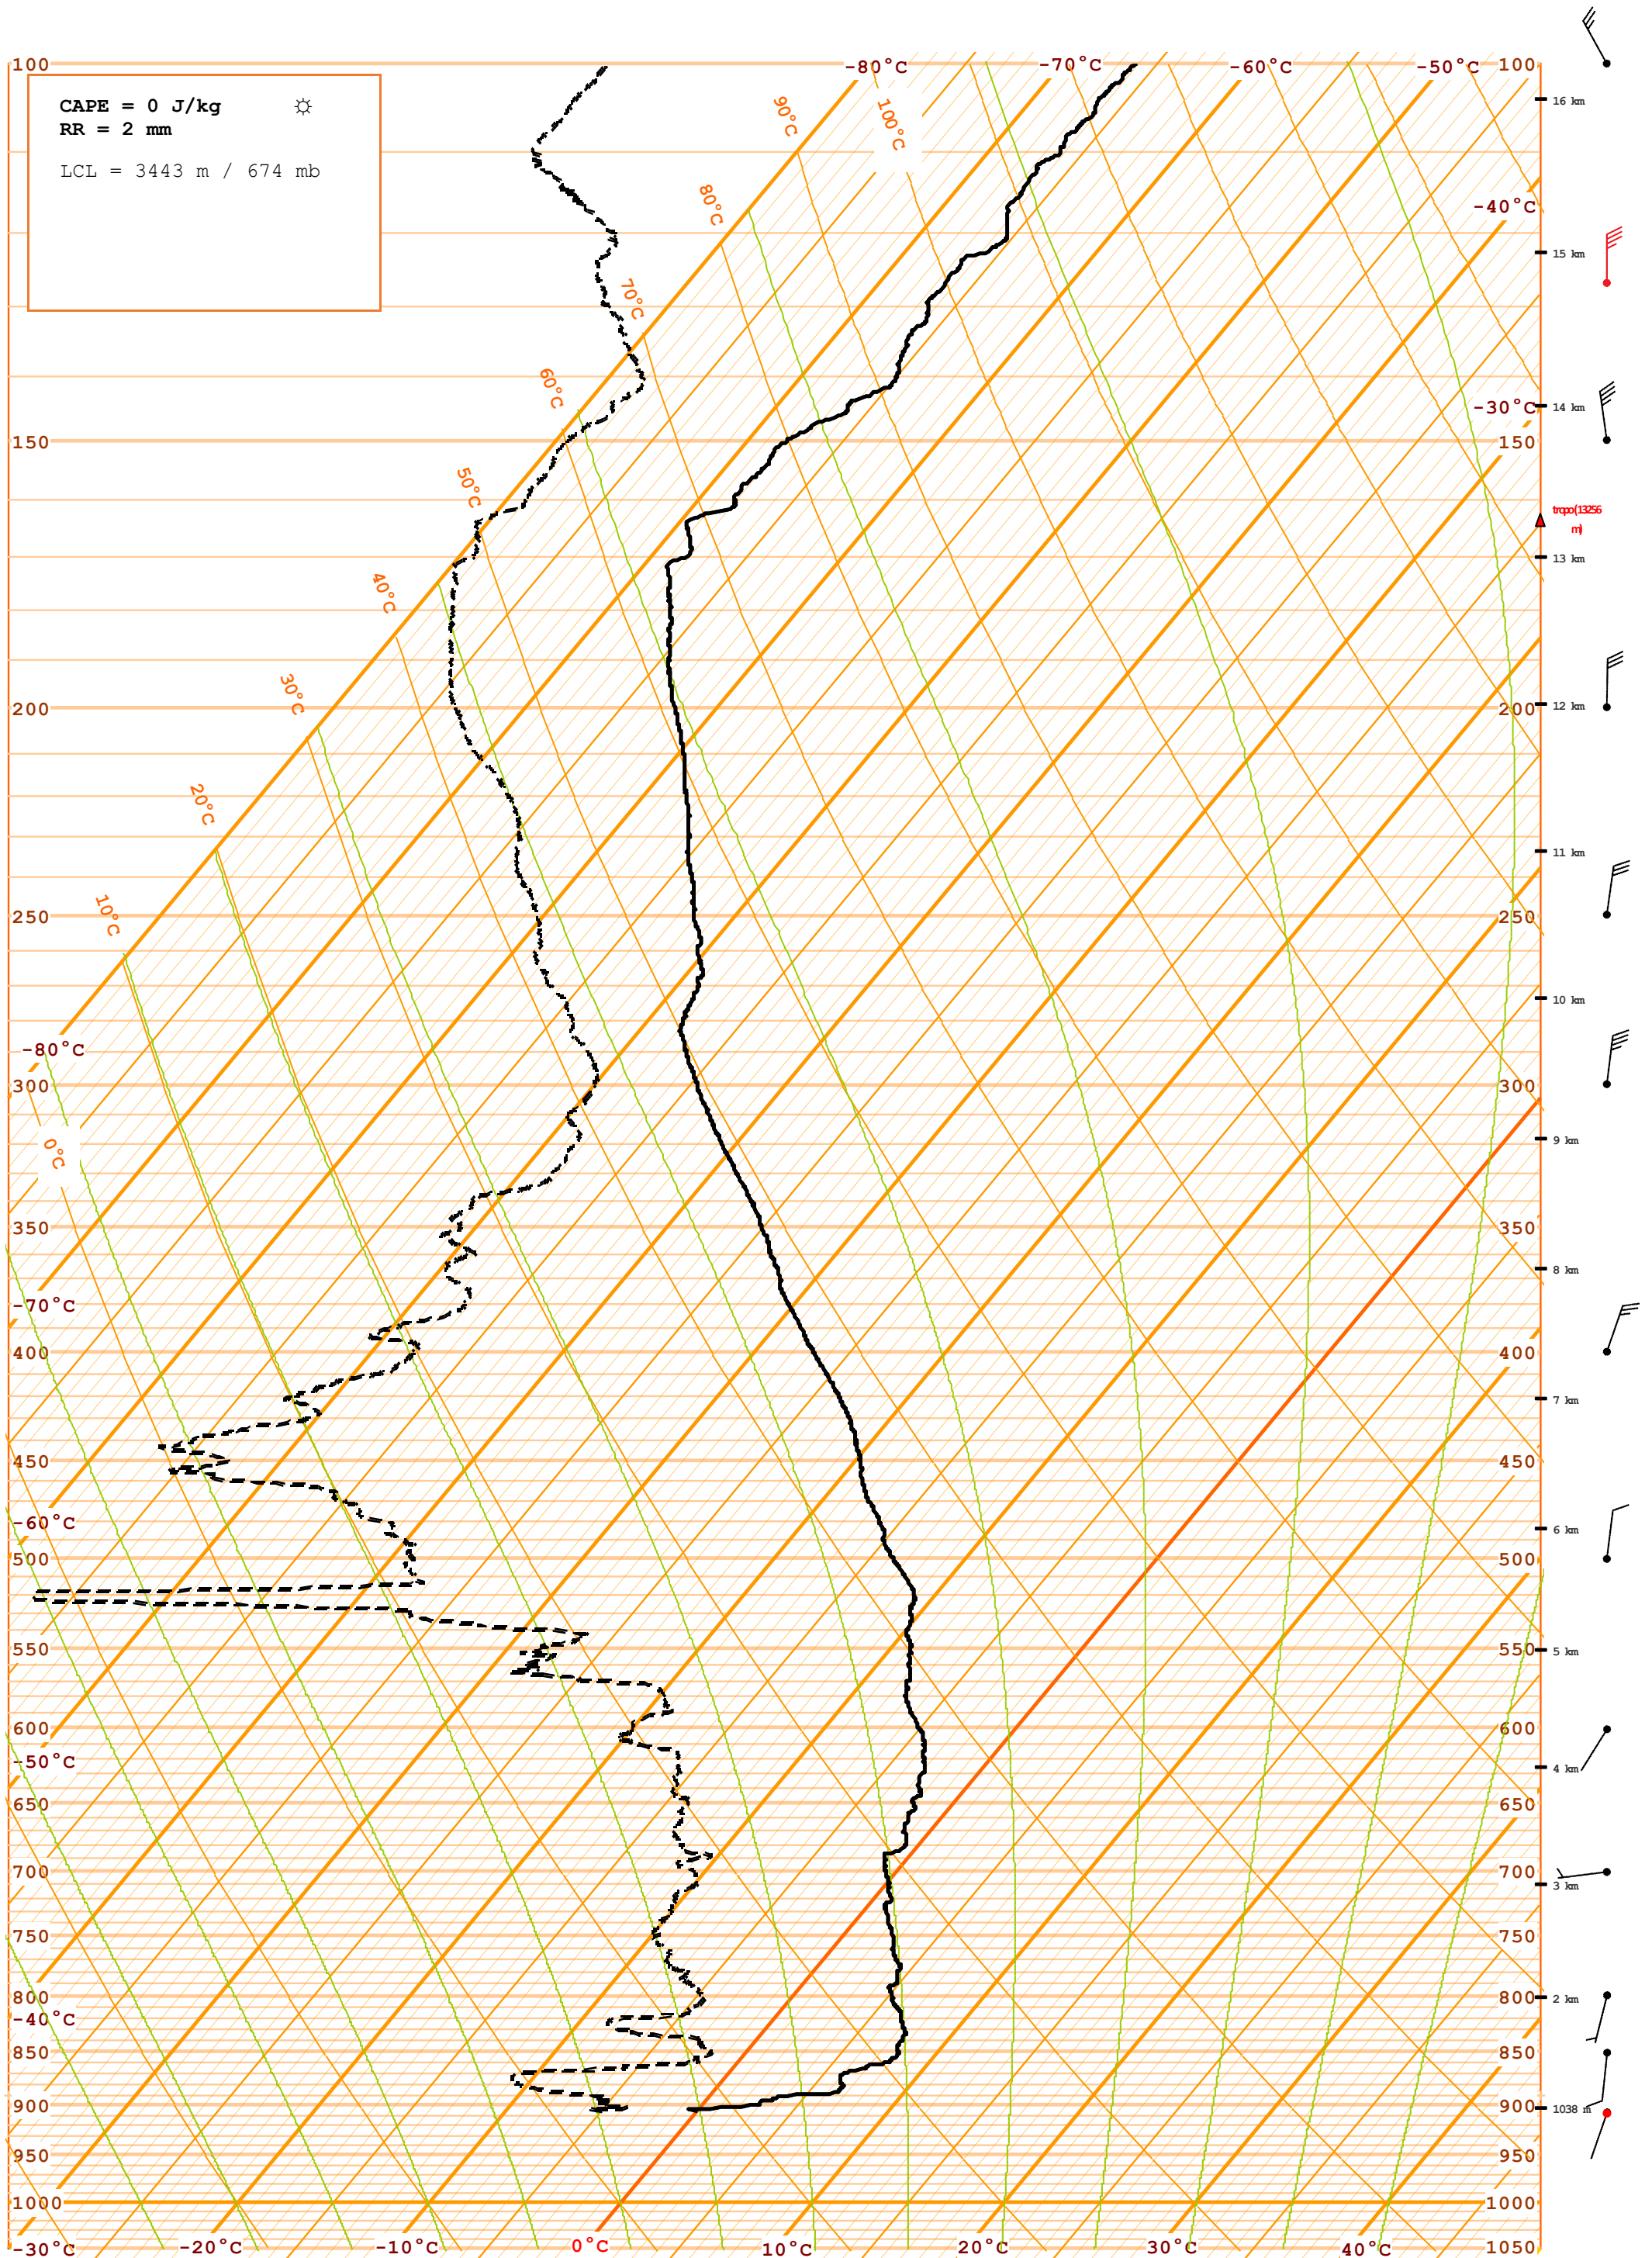 100 -80°C -70°C -60°C -50°C 100
CAPE = 0 J/kg ☼
RR = 2 mm
LCL = 3443 m / 674 mb
16 km
90°C 100°C
80°C -40°C
15 km
70°C
60°C -30°C 14 km
150 150
50°C
tropo(13256
m)
13 km
40°C
30°C
200 200 12 km
20°C
11 km
10°C 250 250
10 km
-80°C
300 300
0°C 9 km
350 350
8 km
-70°C
400 400
7 km
450 450
-60°C 6 km
500 500
550 550 5 km
600 600
-50°C 4 km
650 650
700 700
3 km
750 750
800 800 2 km
-40°C
850 850
900 900 1038 m
950 950
1000 1000
-30°C -20°C -10°C 0°C 10°C 20°C 30°C 40°C 1050